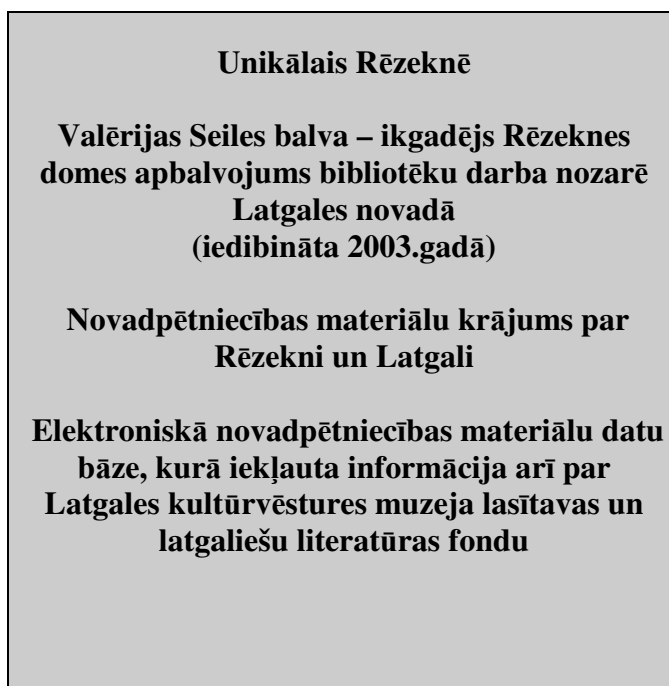 Unikālais Rēzeknē
Valērijas Seiles balva – ikgadējs Rēzeknes
domes apbalvojums bibliotēku darba nozarē
Latgales novadā
(iedibināta 2003.gadā)
Novadpētniecības materiālu krājums par
Rēzekni un Latgali
Elektroniskā novadpētniecības materiālu datu
bāze, kurā iekļauta informācija arī par
Latgales kultūrvēstures muzeja lasītavas un
latgaliešu literatūras fondu